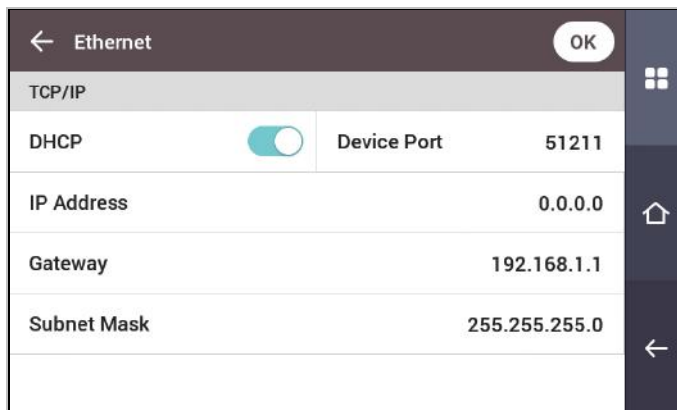 Ethernet OK
TCP/IP
DHCP Device Port 51211
IP Address 0.0.0.0
Gateway 192.168.1.1
Subnet Mask 255.255.255.0